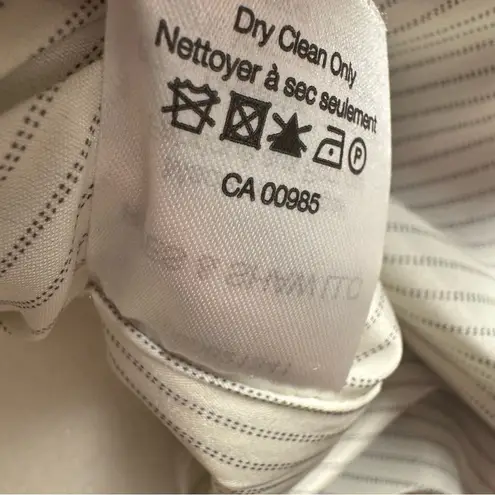 Dry Clean Only
Nettoyer à sec seulement
P
CA 00985